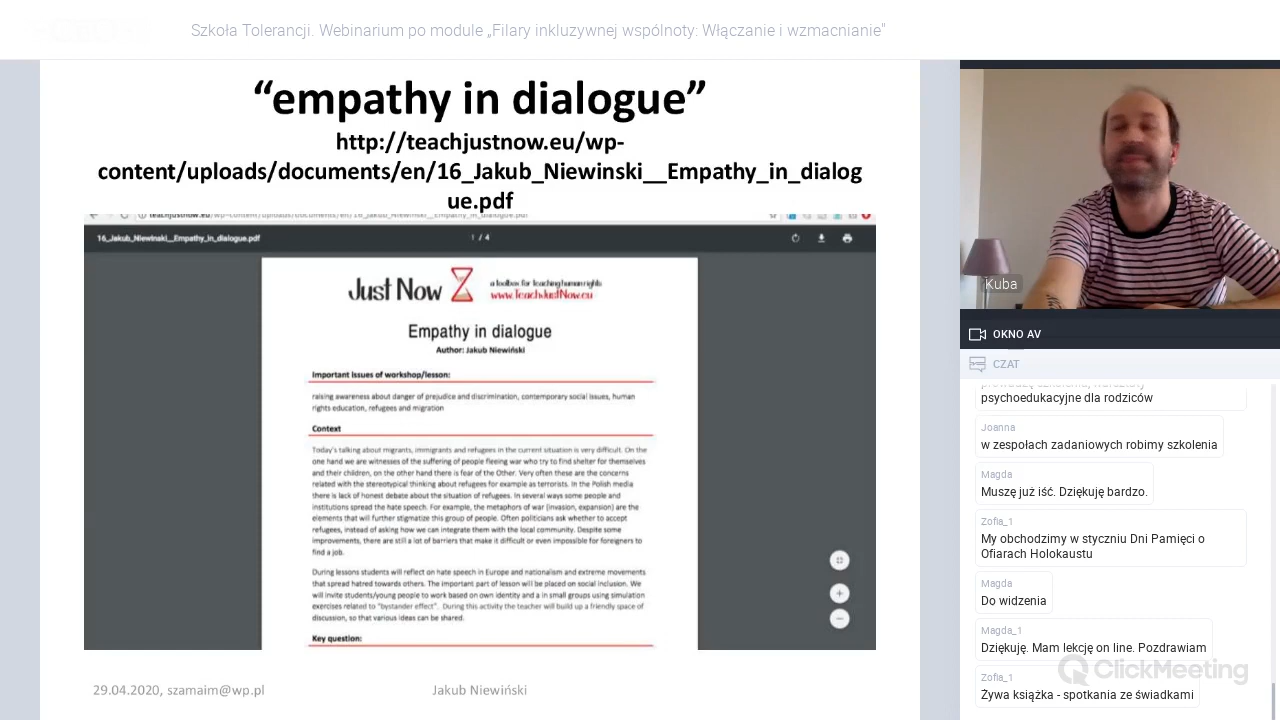 Szkoła Tolerancji. Webinarium po module „Filary inkluzywnej wspólnoty: Włączanie i wzmacnianie"
“empathy in dialogue”
http://teachjustnow.eu/wp-
content/uploads/documents/en/16_Jakub_Niewinski__Empathy_in_dialog
ue.pdf
16_Jakub_Niewinski__Empathy_in_dialogue.pdf
1 / 4
Just Now
a toolbox for teaching human rights
www.TeachJustNow.eu
Empathy in dialogue
Author: Jakub Niewiński
Important issues of workshop/lesson:
raising awareness about danger of prejudice and discrimination, contemporary social issues, human
rights education, refugees and migration
Context
Today's talking about migrants, immigrants and refugees in the current situation is very difficult. On the
one hand we are witnesses of the suffering of people fleeing war who try to find shelter for themselves
and their children, on the other hand there is fear of the Other. Very often these are the concerns
related with the stereotypical thinking about refugees for example as terrorists. In the Polish media
there is lack of honest debate about the situation of refugees. In several ways some people and
institutions spread the hate speech. For example, the metaphors of war (invasion, expansion) are the
elements that will further stigmatize this group of people. Often politicians ask whether to accept
refugees, instead of asking how we can integrate them with the local community. Despite some
improvements, there are still a lot of barriers that make it difficult or even impossible for foreigners to
find a job.
During lessons students will reflect on hate speech in Europe and nationalism and extreme movements
that spread hatred towards others. The important part of lesson will be placed on social inclusion. We
will invite students/young people to work based on own identity and a in small groups using simulation
exercises related to "bystander effect". During this activity the teacher will build up a friendly space of
discussion, so that various ideas can be shared.
Key question:
29.04.2020, szamaim@wp.pl
Jakub Niewiński
Kuba
OKNO AV
CZAT
psychoedukacyjne dla rodziców
Joanna
w zespołach zadaniowych robimy szkolenia
Magda
Muszę już iść. Dziękuję bardzo.
Zofia_1
My obchodzimy w styczniu Dni Pamięci o
Ofiarach Holokaustu
Magda
Do widzenia
Magda_1
Dziękuję. Mam lekcję on line. Pozdrawiam
Zofia_1
Żywa książka - spotkania ze świadkami
ClickMeeting